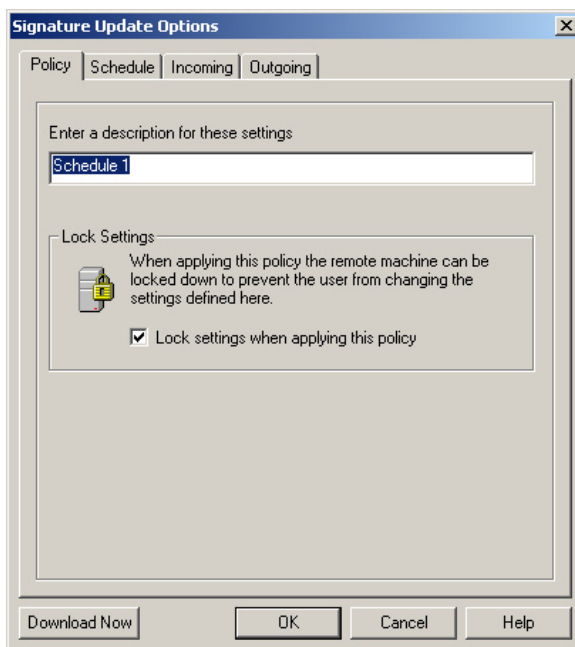 Signature Update Options
Policy Schedule Incoming Outgoing
Enter a description for these settings
Schedule 1
Lock Settings
When applying this policy the remote machine can be
locked down to prevent the user from changing the
settings defined here.
Lock settings when applying this policy
Download Now OK Cancel Help